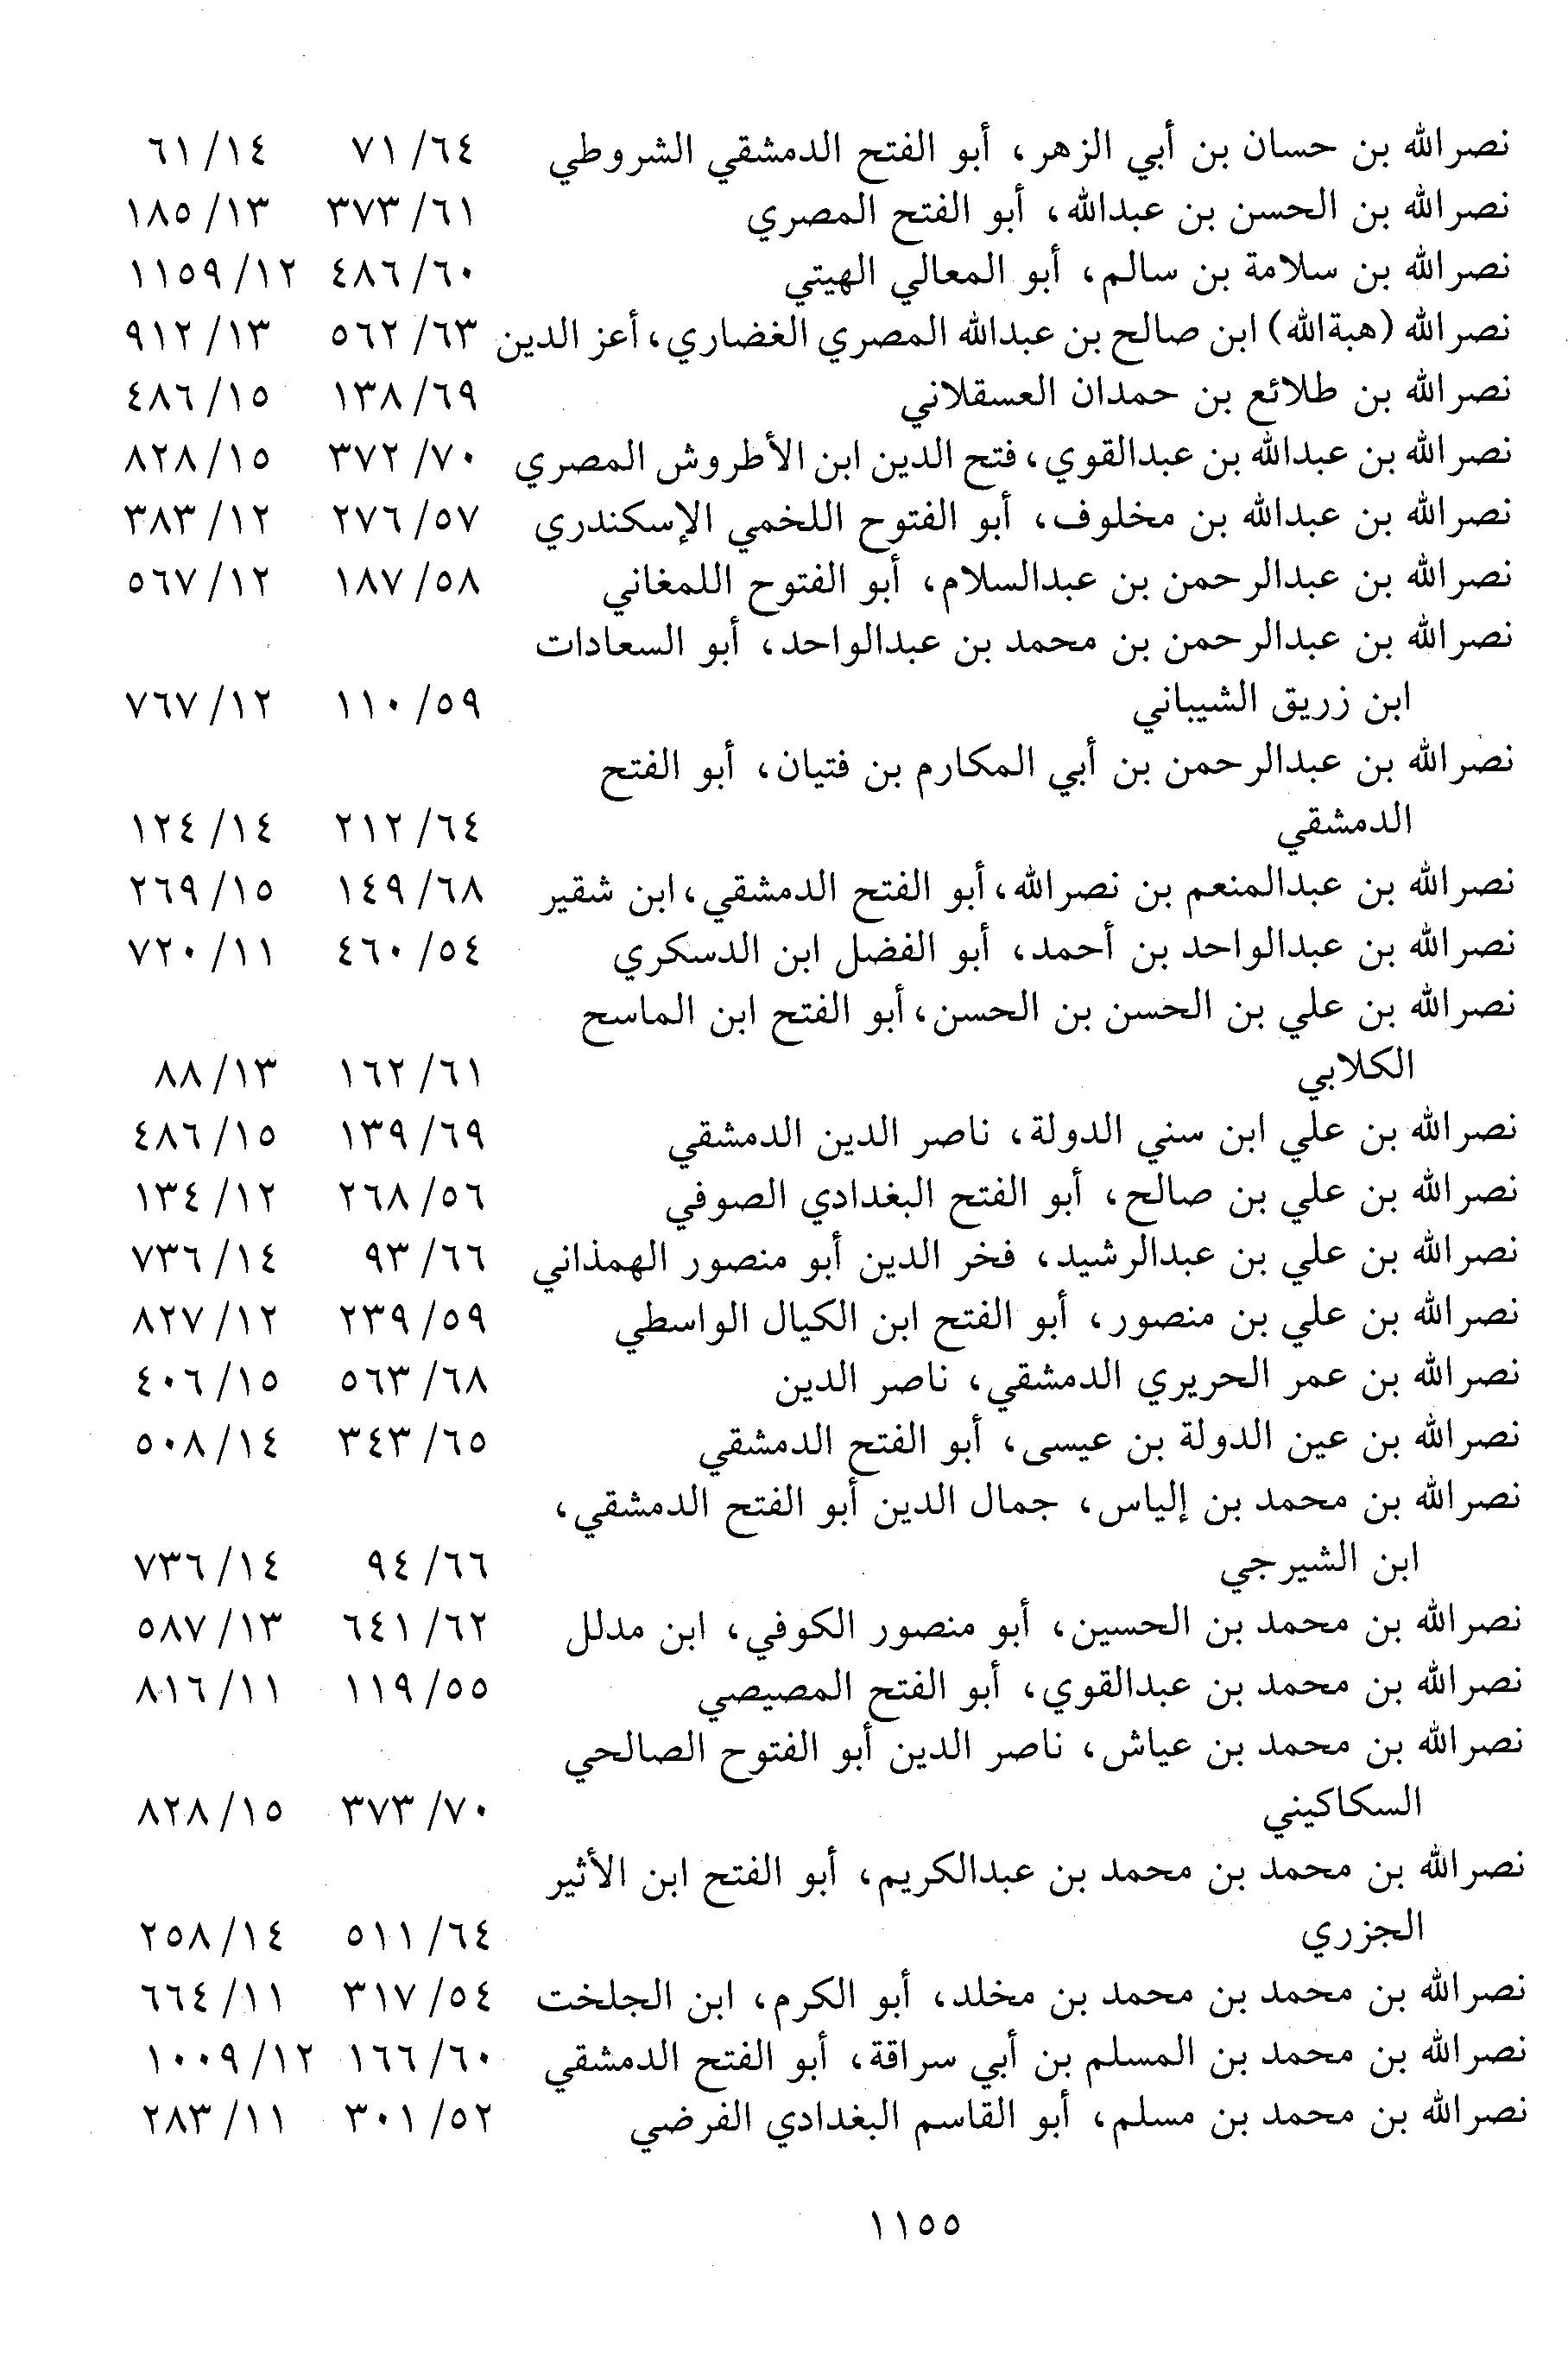 نصرالله بن حسان بن أبي الزهر، أبو الفتح الدمشقي الشروطي ٧١/٦٤ ٦١/١٤
نصرالله بن الحسن بن عبدالله، أبو الفتح المصري ٣٧٣/٦١ ١٨٥/١٣
نصرالله بن سلامة بن سالم، أبو المعالي الهيتي ٤٨٦/٦٠ ١١٥٩/١٢
نصرالله (هبةالله) ابن صالح بن عبدالله المصري الغضاري، أعز الدين ٥٦٢/٦٣ ٩١٢/١٣
نصرالله بن طلائع بن حمدان العسقلاني ١٣٨/٦٩ ٤٨٦/١٥
نصرالله بن عبدالله بن عبدالقوي، فتح الدين ابن الأطروش المصري ٣٧٢/٧٠ ٨٢٨/١٥
نصرالله بن عبدالله بن مخلوف، أبو الفتوح اللخمي الإسكندري ٢٧٦/٥٧ ٣٨٣/١٢
نصرالله بن عبدالرحمن بن عبدالسلام، أبو الفتوح اللمغاني ١٨٧/٥٨ ٥٦٧/١٢
نصرالله بن عبدالرحمن بن محمد بن عبدالواحد، أبو السعادات
ابن زريق الشيباني ١١٠/٥٩ ٧٦٧/١٢
نصرالله بن عبدالرحمن بن أبي المكارم بن فتيان، أبو الفتح
الدمشقي ٢١٢/٦٤ ١٢٤/١٤
نصرالله بن عبدالمنعم بن نصرالله، أبو الفتح الدمشقي، ابن شقير ١٤٩/٦٨ ٢٦٩/١٥
نصرالله بن عبدالواحد بن أحمد، أبو الفضل ابن الدسكري ٤٦٠/٥٤ ٧٢٠/١١
نصرالله بن علي بن الحسن بن الحسن، أبو الفتح ابن الماسح
الكلابي ١٦٢/٦١ ٨٨/١٣
نصرالله بن علي ابن سني الدولة، ناصر الدين الدمشقي ١٣٩/٦٩ ٤٨٦/١٥
نصرالله بن علي بن صالح، أبو الفتح البغدادي الصوفي ٢٦٨/٥٦ ١٣٤/١٢
نصرالله بن علي بن عبدالرشيد، فخر الدين أبو منصور الهمذاني ٩٣/٦٦ ٧٣٦/١٤
نصرالله بن علي بن منصور، أبو الفتح ابن الكيال الواسطي ٢٣٩/٥٩ ٨٢٧/١٢
نصرالله بن عمر الحريري الدمشقي، ناصر الدين ٥٦٣/٦٨ ٤٠٦/١٥
نصرالله بن عين الدولة بن عيسى، أبو الفتح الدمشقي ٣٤٣/٦٥ ٥٠٨/١٤
نصرالله بن محمد بن إلياس، جمال الدين أبو الفتح الدمشقي،
ابن الشيرجي ٩٤/٦٦ ٧٣٦/١٤
نصرالله بن محمد بن الحسين، أبو منصور الكوفي، ابن مدلل ٦٤١/٦٢ ٥٨٧/١٣
نصرالله بن محمد بن عبدالقوي، أبو الفتح المصيصي ١١٩/٥٥ ٨١٦/١١
نصرالله بن محمد بن عياش، ناصر الدين أبو الفتوح الصالحي
السكاكيني ٣٧٣/٧٠ ٨٢٨/١٥
نصرالله بن محمد بن محمد بن عبدالكريم، أبو الفتح ابن الأثير
الجزري ٥١١/٦٤ ٢٥٨/١٤
نصرالله بن محمد بن محمد بن مخلد، أبو الكرم، ابن الجلخت ٣١٧/٥٤ ٦٦٤/١١
نصرالله بن محمد بن المسلم بن أبي سراقة، أبو الفتح الدمشقي ١٦٦/٦٠ ١٠٠٩/١٢
نصرالله بن محمد بن مسلم، أبو القاسم البغدادي الفرضي ٣٠١/٥٢ ٢٨٣/١١
١١٥٥